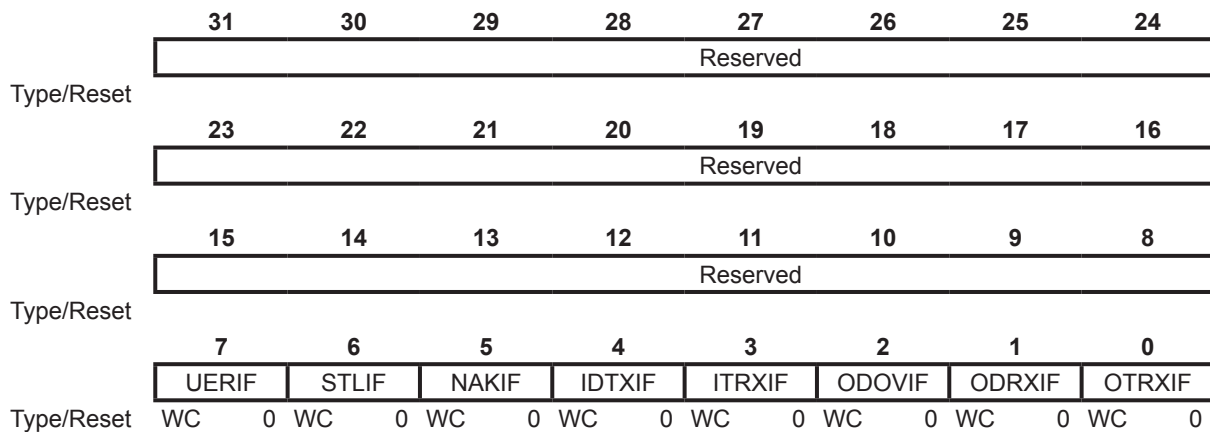 31 30 29 28 27 26 25 24
Reserved
Type/Reset
23 22 21 20 19 18 17 16
Reserved
Type/Reset
15 14 13 12 11 10 9 8
Reserved
Type/Reset
7 6 5 4 3 2 1 0
UERIF STLIF NAKIF IDTXIF ITRXIF ODOVIF ODRXIF OTRXIF
Type/Reset WC 0 WC 0 WC 0 WC 0 WC 0 WC 0 WC 0 WC 0